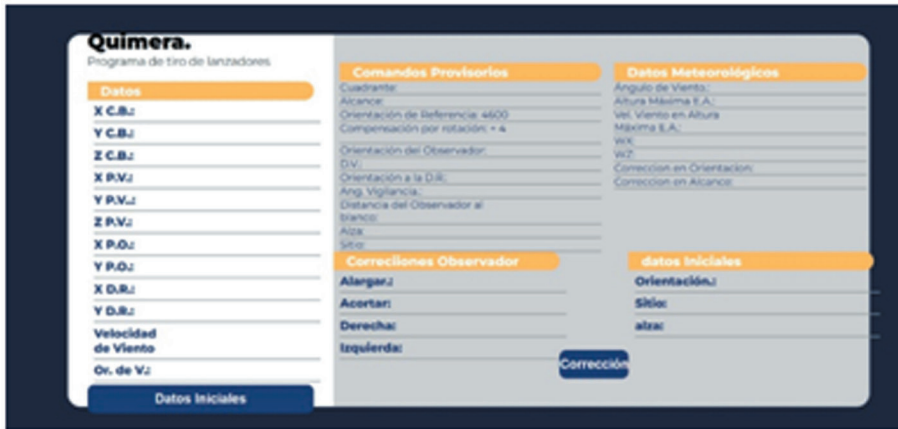 Quimera.
Programa de tiro de lanzadores
Datos
X C.B.:
Y C.B.:
Z C.B.:
X P.V.:
Y P.V..:
Z P.V.:
X P.O.:
Y P.O.:
X D.R.:
Y D.R.:
Velocidad
de Viento
Or. de V.:
Datos Iniciales
Comandos Provisorios
Cuadrante:
Alcance:
Orientación de Referencia: 4600
Compensación por rotación: + 4
Orientación del Observador:
D.V.:
Orientación a la D.R:
Ang. Vigilancia.:
Distancia del Observador al
blanco:
Alza:
Sitio:
Datos Meteorológicos
Ángulo de Viento.:
Altura Máxima E.A.:
Vel. Viento en Altura
Máxima E.A.:
WX:
WZ:
Correccion en Orientacion:
Correccion en Alcance:
Correciiones Observador
Alargar.:
Acortar:
Derecha:
Izquierda:
datos Iniciales
Orientación.:
Sitio:
alza:
Corrección